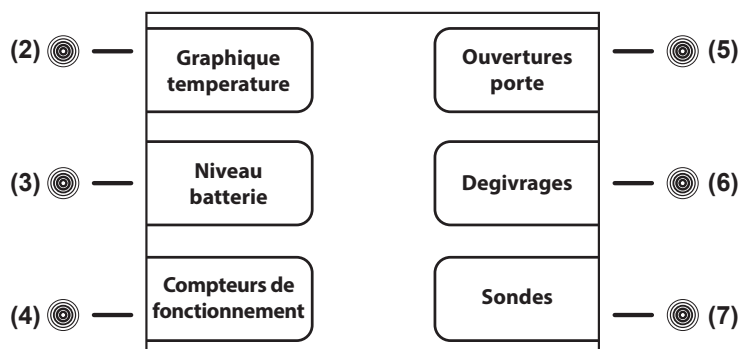 (2)
Graphique
temperature
Ouvertures
porte
(5)
(3)
Niveau
batterie
Degivrages
(6)
(4)
Compteurs de
fonctionnement
Sondes
(7)